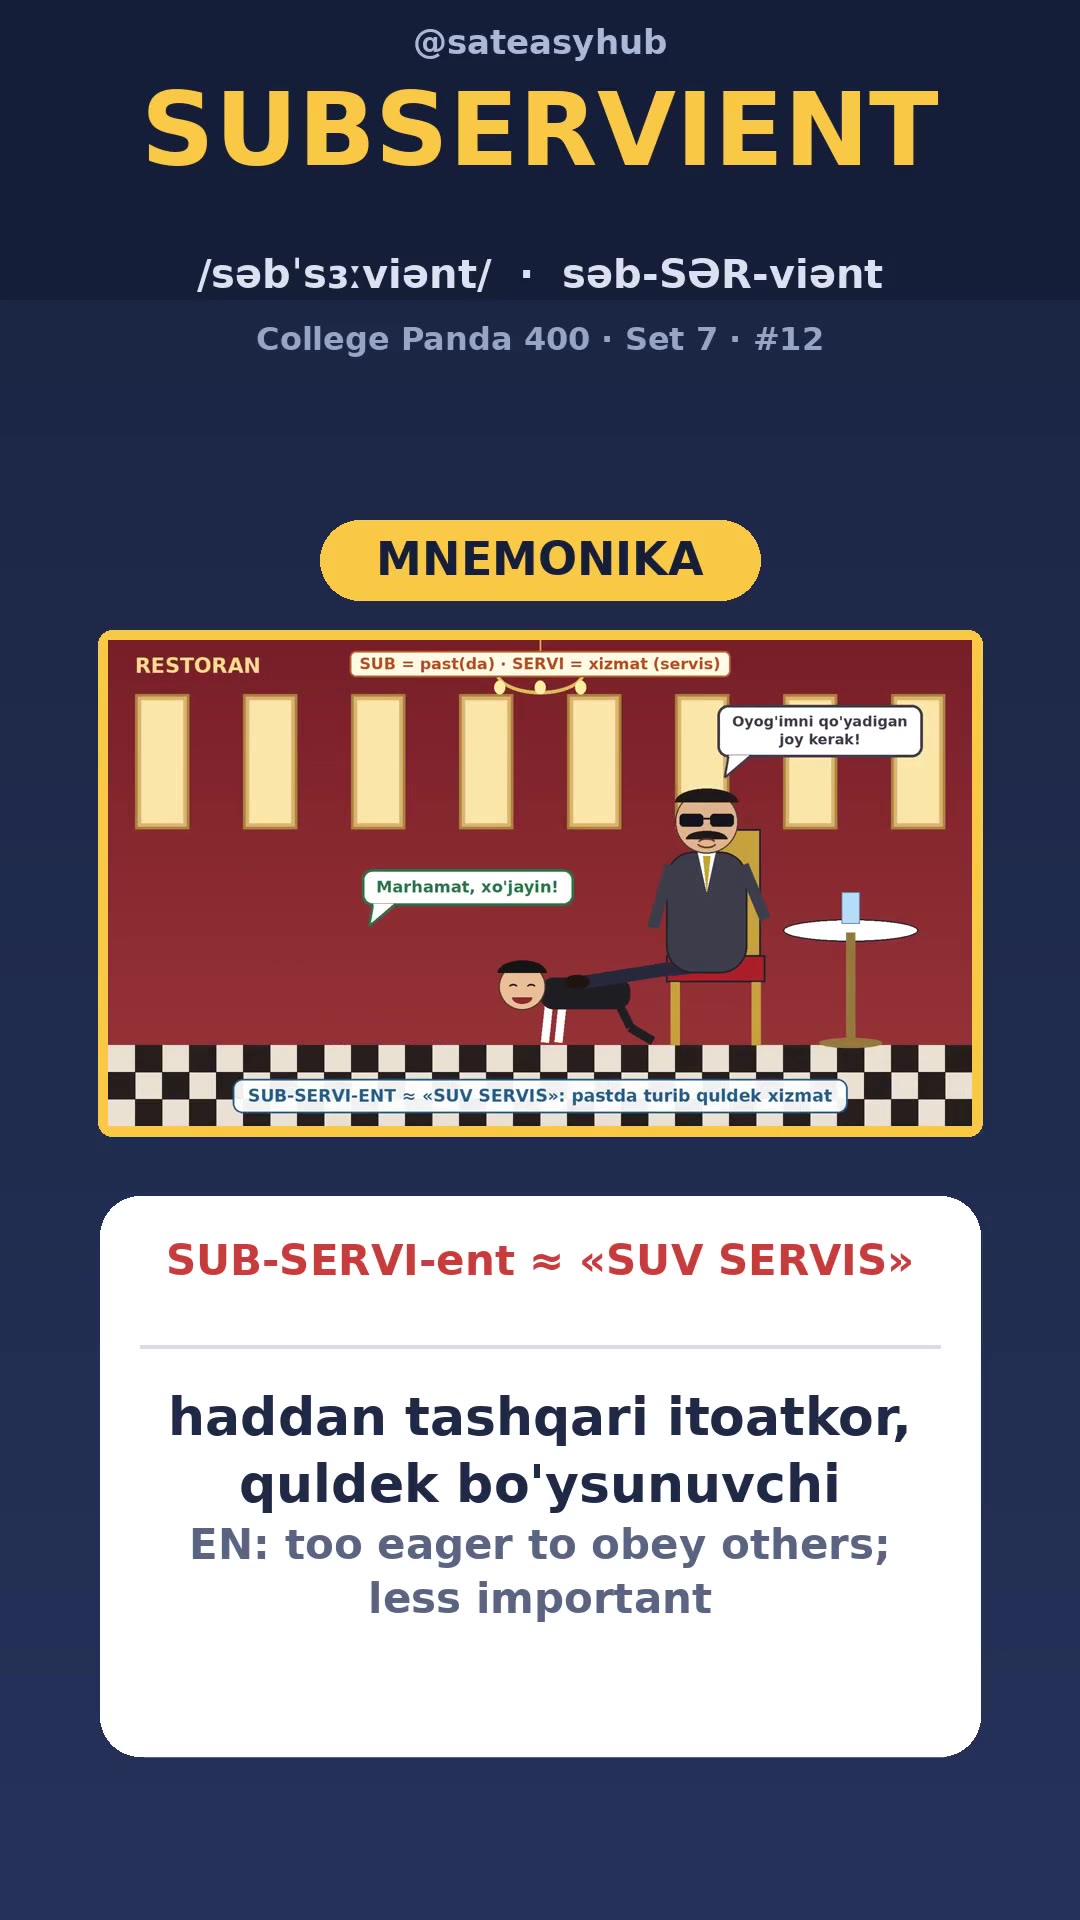 @sateasyhub
SUBSERVIENT
/səbˈsɜːviənt/ · səb-SƏR-viənt
College Panda 400 · Set 7 · #12
MNEMONIKA
RESTORAN
SUB = past(da) · SERVI = xizmat (servis)
Oyog'imni qo'yadigan
joy kerak!
Marhamat, xo'jayin!
SUB-SERVI-ENT ≈ «SUV SERVIS»: pastda turib quldek xizmat
SUB-SERVI-ent ≈ «SUV SERVIS»
haddan tashqari itoatkor,
quldek bo'ysunuvchi
EN: too eager to obey others;
less important